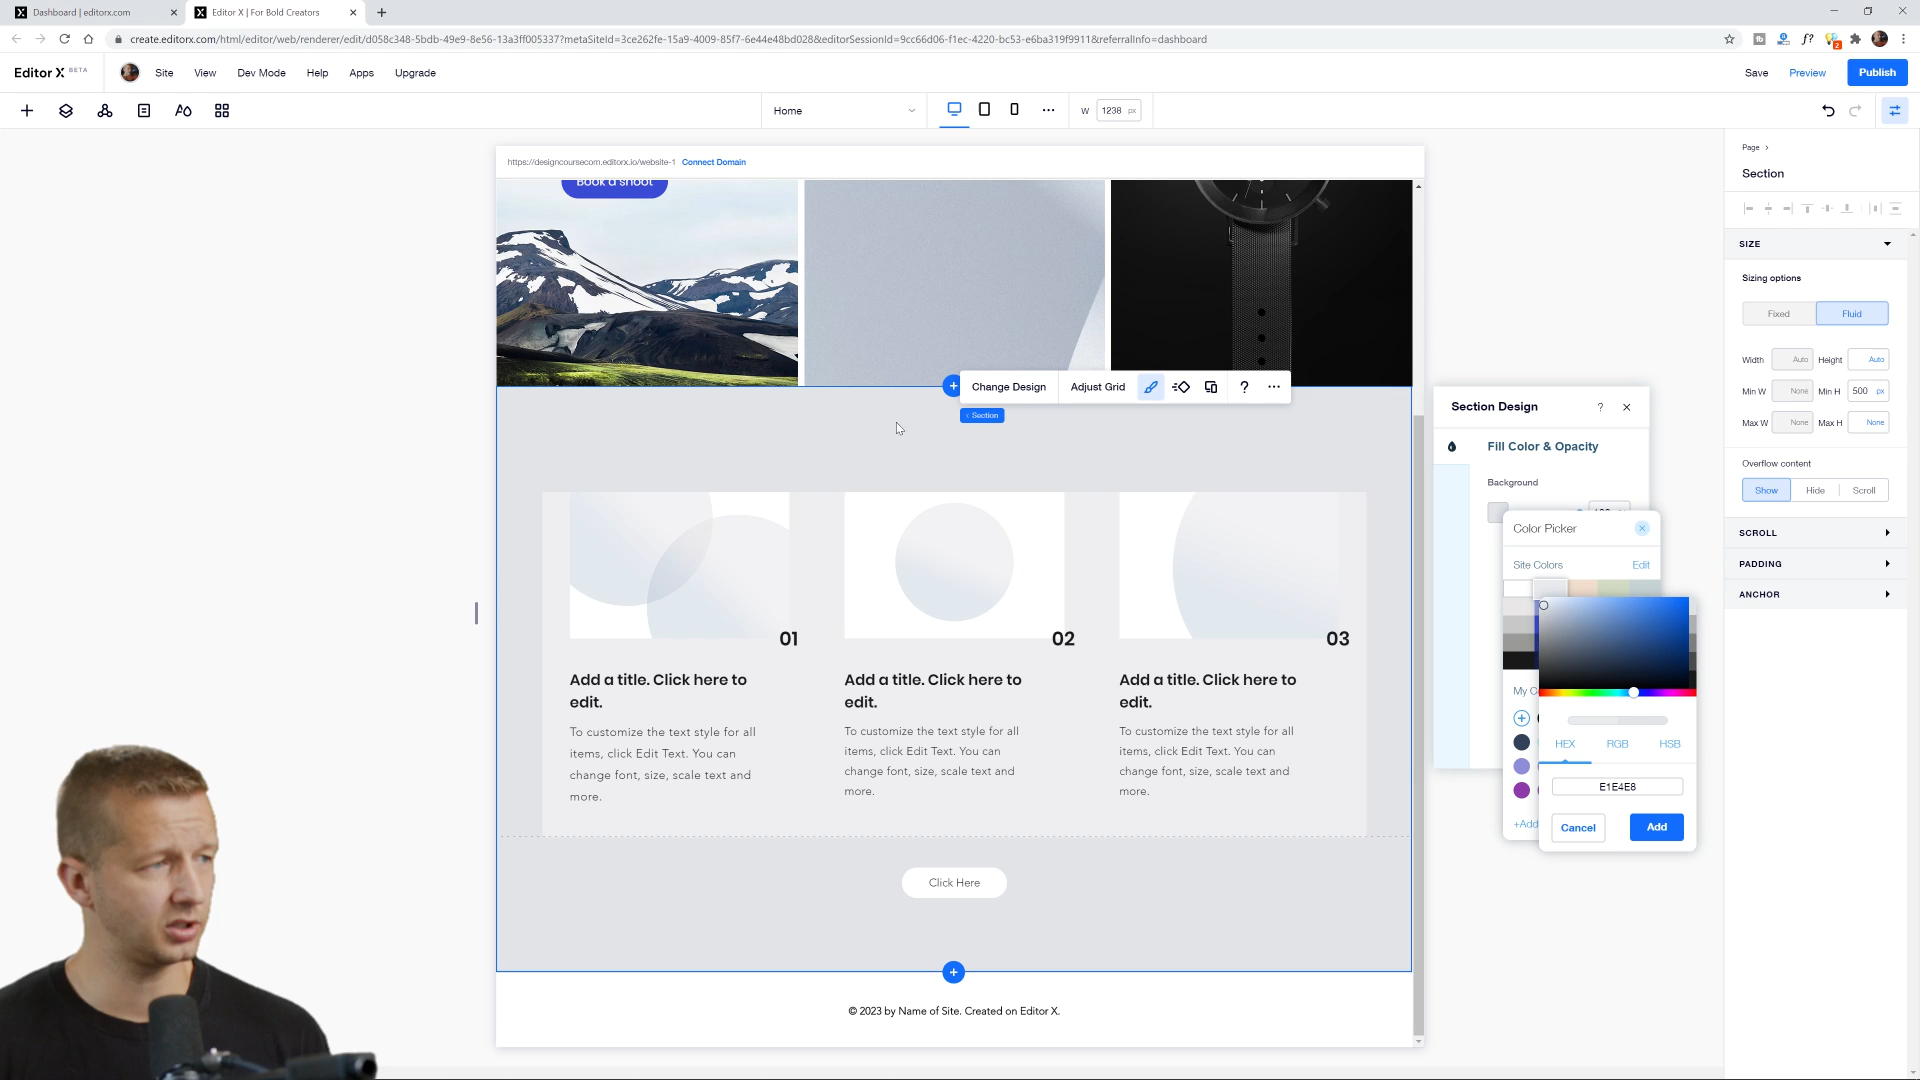 Dashboard | editorx.com
Editor X | For Bold Creators
create.editorx.com/html/editor/web/renderer/edit/d058c348-5bdb-49e9-8e56-13a3ff005337?metaSiteId=3ce262fe-15a9-4009-85f7-6e44e48bd028&editorSessionId=9cc66d06-f1ec-4220-bc53-e6ba319f9911&referralInfo=dashboard
Editor X BETA
Site View Dev Mode Help Apps Upgrade
Save Preview Publish
Home
W 1238 px
https://designcoursecom.editorx.io/website-1 Connect Domain
Book a shoot
Change Design
Adjust Grid
?
< Section
01
02
03
Add a title. Click here to
edit.
To customize the text style for all
items, click Edit Text. You can
change font, size, scale text and
more.
Add a title. Click here to
edit.
To customize the text style for all
items, click Edit Text. You can
change font, size, scale text and
more.
Add a title. Click here to
edit.
To customize the text style for all
items, click Edit Text. You can
change font, size, scale text and
more.
Click Here
© 2023 by Name of Site. Created on Editor X.
Section Design ?
Fill Color & Opacity
Background
Color Picker
Site Colors Edit
My C
+Add
HEX RGB HSB
E1E4E8
Cancel Add
Page >
Section
SIZE
Sizing options
Fixed Fluid
Width Auto Height Auto
Min W None Min H 500 px
Max W None Max H None
Overflow content
Show Hide Scroll
SCROLL
PADDING
ANCHOR